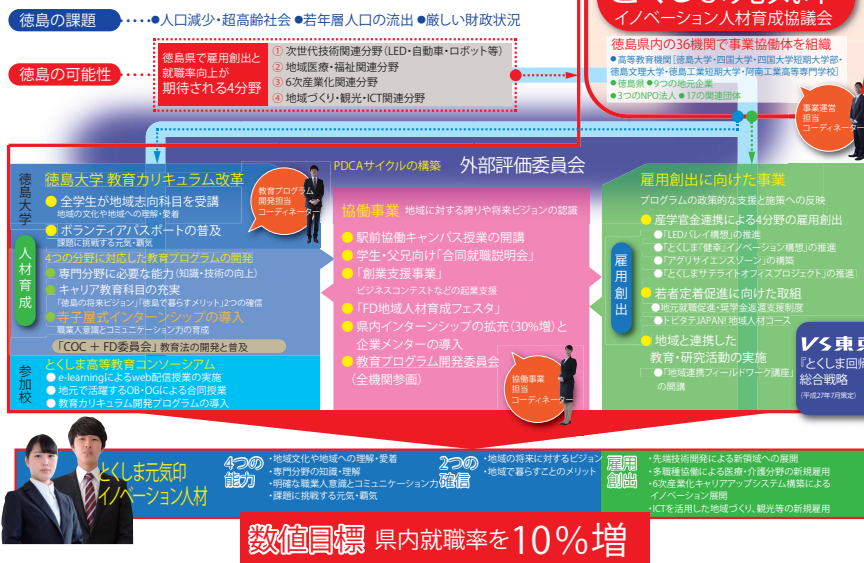 徳島の課題
●人口減少・超高齢社会 ●若年層人口の流出 ●厳しい財政状況
徳島の可能性
徳島県で雇用創出と
就職率向上が
期待される4分野
① 次世代技術関連分野(LED・自動車・ロボット等)
② 地域医療・福祉関連分野
③ 6次産業化関連分野
④ 地域づくり・観光・ICT関連分野
イノベーション人材育成協議会
徳島県内の36機関で事業協働体を組織
●高等教育機関[徳島大学・四国大学・四国大学短期大学部・
徳島文理大学・徳島工業短期大学・阿南工業高等専門学校]
●徳島県 ●9つの地元企業
●3つのNPO法人 ●17の関連団体
事業運営
担当
コーディネーター
PDCAサイクルの構築 外部評価委員会
徳島大学
徳島大学 教育カリキュラム改革
● 全学生が地域志向科目を受講
地域の文化や地域への理解・愛着
● ボランティアパスポートの普及
課題に挑戦する元気・覇気
教育プログラム
開発担当
コーディネーター
人材育成
4つの分野に対応した教育プログラムの開発
● 専門分野に必要な能力(知識・技術の向上)
● キャリア教育科目の充実
「徳島の将来ビジョン」「徳島で暮らすメリット」2つの確信
●寺子屋式インターンシップの導入
職業人意識とコミュニケーション力の育成
「COC + FD委員会」教育方法の開発と普及
参加校
とくしま高等教育コンソーシアム
● e-learningによるweb配信授業の実施
● 地元で活躍するOB・OGによる合同授業
● 教育カリキュラム開発プログラムの導入
協働事業 地域に対する誇りや将来ビジョンの認識
● 駅前協働キャンパス授業の開講
● 学生・父兄向け「合同就職説明会」
● 「創業支援事業」
ビジネスコンテストなどの起業支援
● 「FD地域人材育成フェスタ」
● 県内インターンシップの拡充(30%増)と
企業メンターの導入
● 教育プログラム開発委員会
(全機関参画)
協働事業
担当
コーディネーター
雇用創出
雇用創出に向けた事業
プログラムの政策的な支援と施策への反映
● 産学官金連携による4分野の雇用創出
●「LEDバレイ構想」の推進
●「とくしま「健幸」イノベーション構想」の推進
●「アグリサイエンスゾーン」の構築
●「とくしまサテライトオフィスプロジェクト」の推進
● 若者定着促進に向けた取組
●地元就職促進・奨学金返還支援制度
●トビタテJAPAN!地域人材コース
● 地域と連携した
教育・研究活動の実施
●「地域連携フィールドワーク講座」
の開講
VS東
『とくしま回帰
総合戦略
(平成27年7月策定)
とくしま元気印
イノベーション人材
4つの
能力
・地域文化や地域への理解・愛着
・専門分野の知識・理解
・明確な職業人意識とコミュニケーション力
・課題に挑戦する元気・覇気
2つの
確信
・地域の将来に対するビジョン
・地域で暮らすことのメリット
雇用
創出
・先端技術開発による新領域への展開
・多職種協働による医療・介護分野の新規雇用
・6次産業化キャリアアップシステム構築による
イノベーション展開
・ICTを活用した地域づくり、観光等の新規雇用
数値目標 県内就職率を10%増